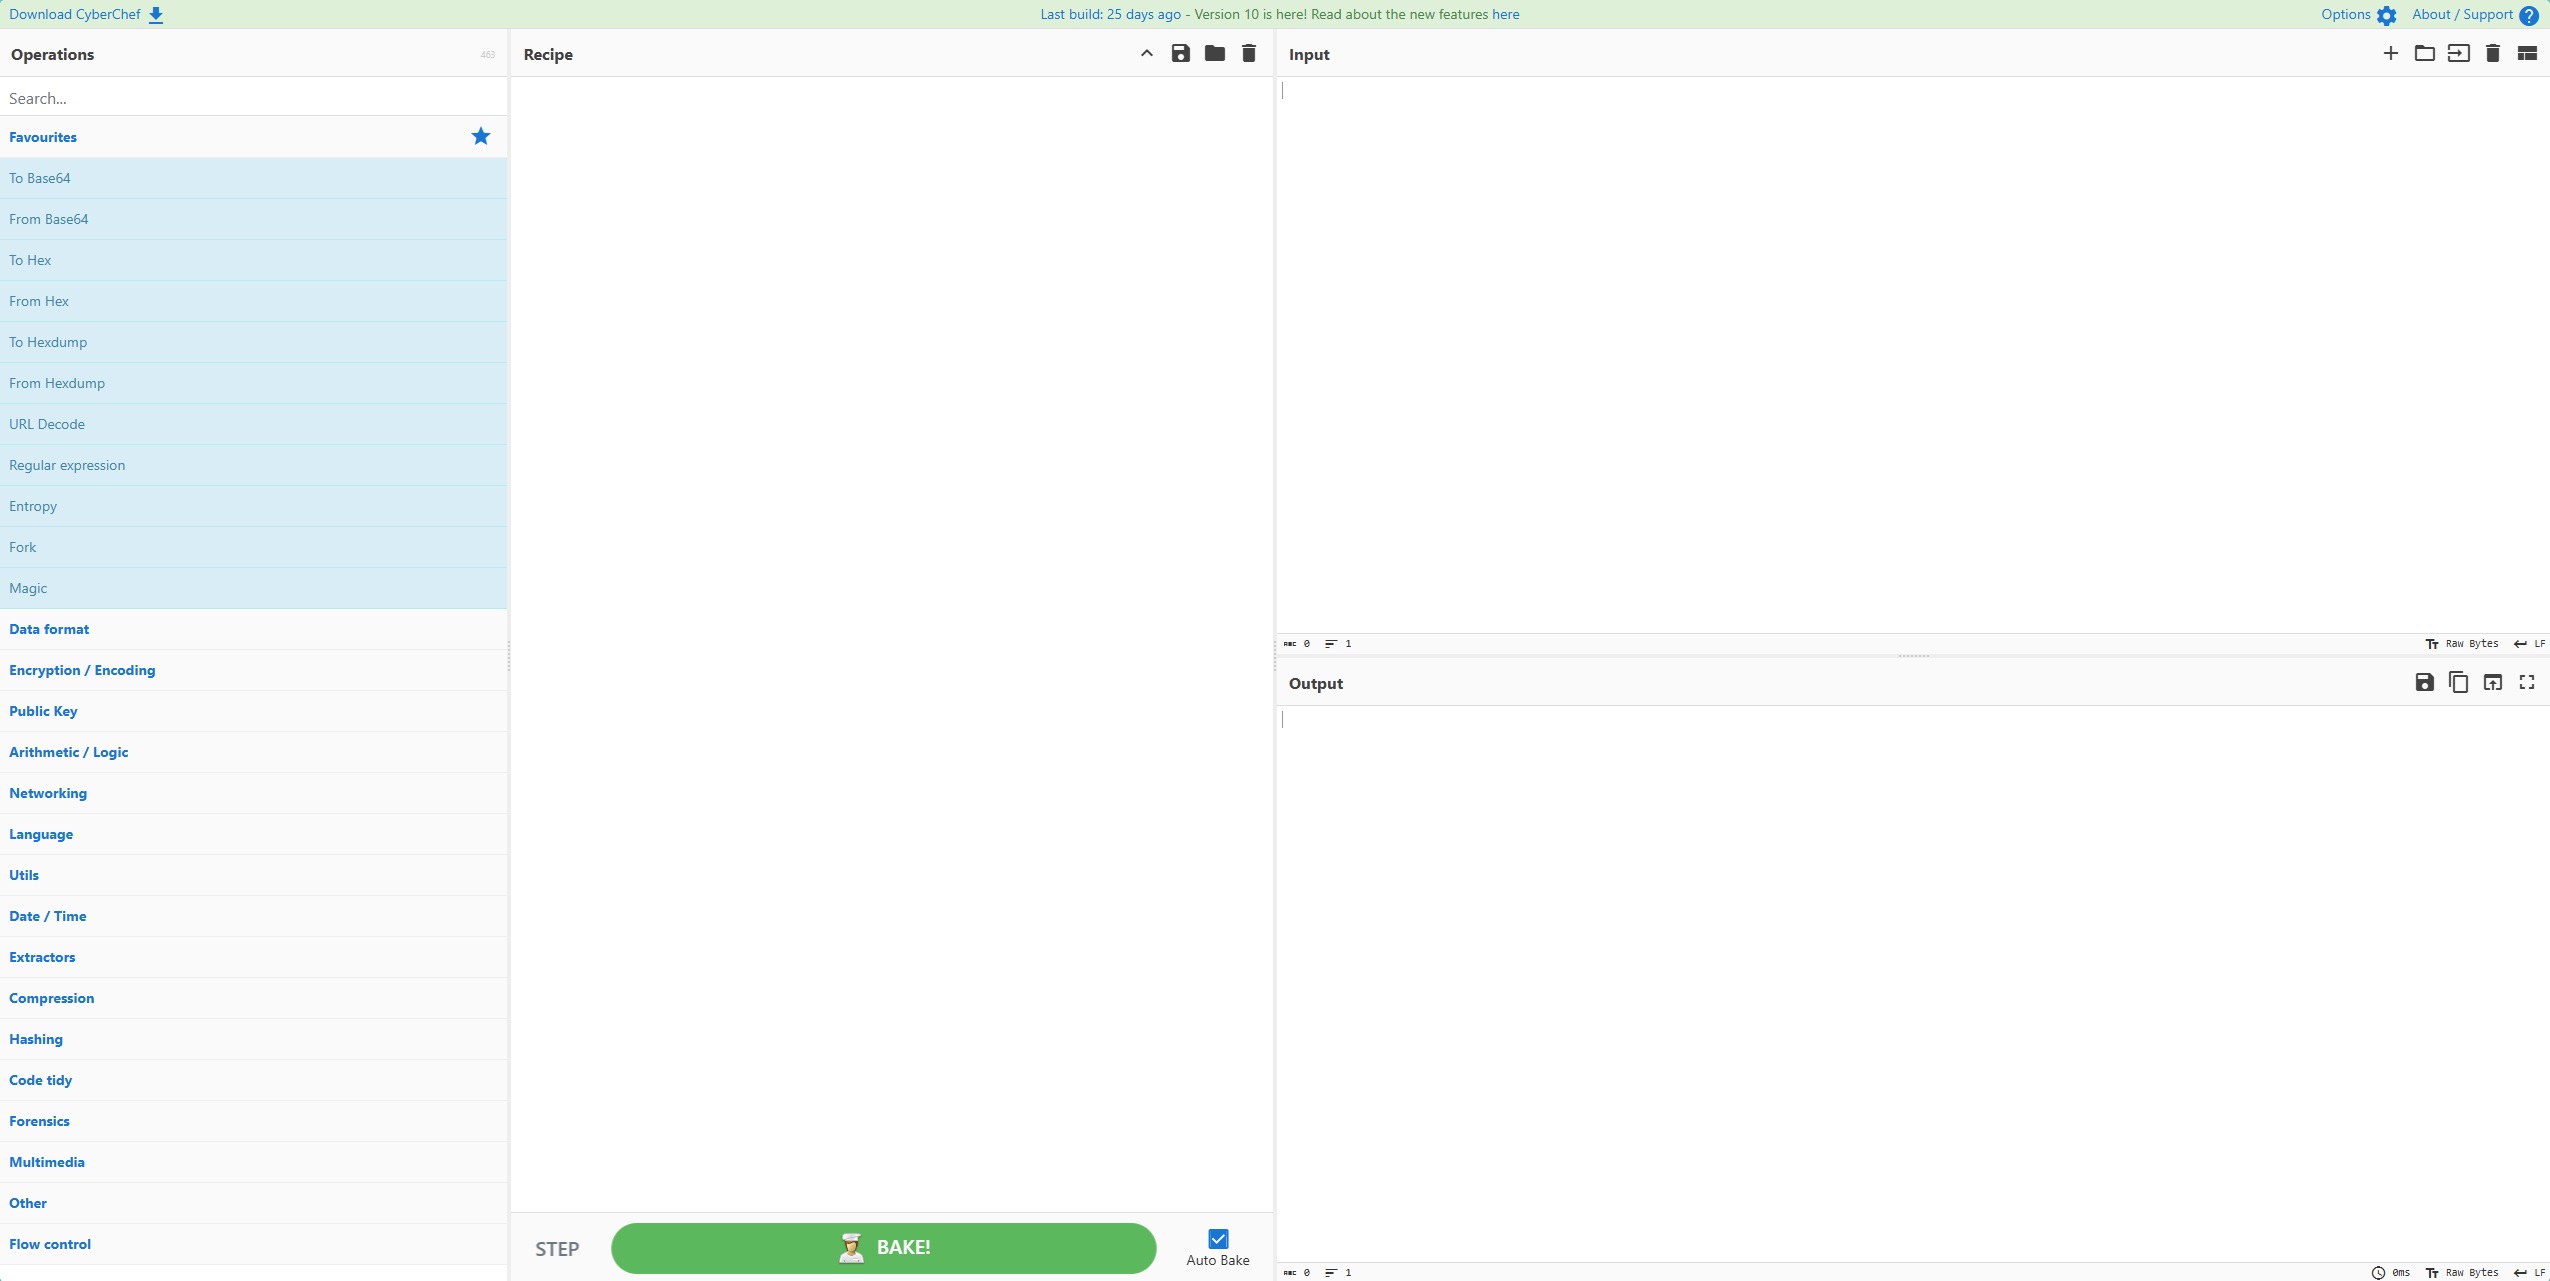 Download CyberChef
Last build: 25 days ago - Version 10 is here! Read about the new features here
Options
About / Support
Operations
463
Search...
Favourites
To Base64
From Base64
To Hex
From Hex
To Hexdump
From Hexdump
URL Decode
Regular expression
Entropy
Fork
Magic
Data format
Encryption / Encoding
Public Key
Arithmetic / Logic
Networking
Language
Utils
Date / Time
Extractors
Compression
Hashing
Code tidy
Forensics
Multimedia
Other
Flow control
Recipe
STEP
BAKE!
Auto Bake
Input
ABC 0 1
Tт Raw Bytes LF
Output
ABC 0 1
0ms Tт Raw Bytes LF